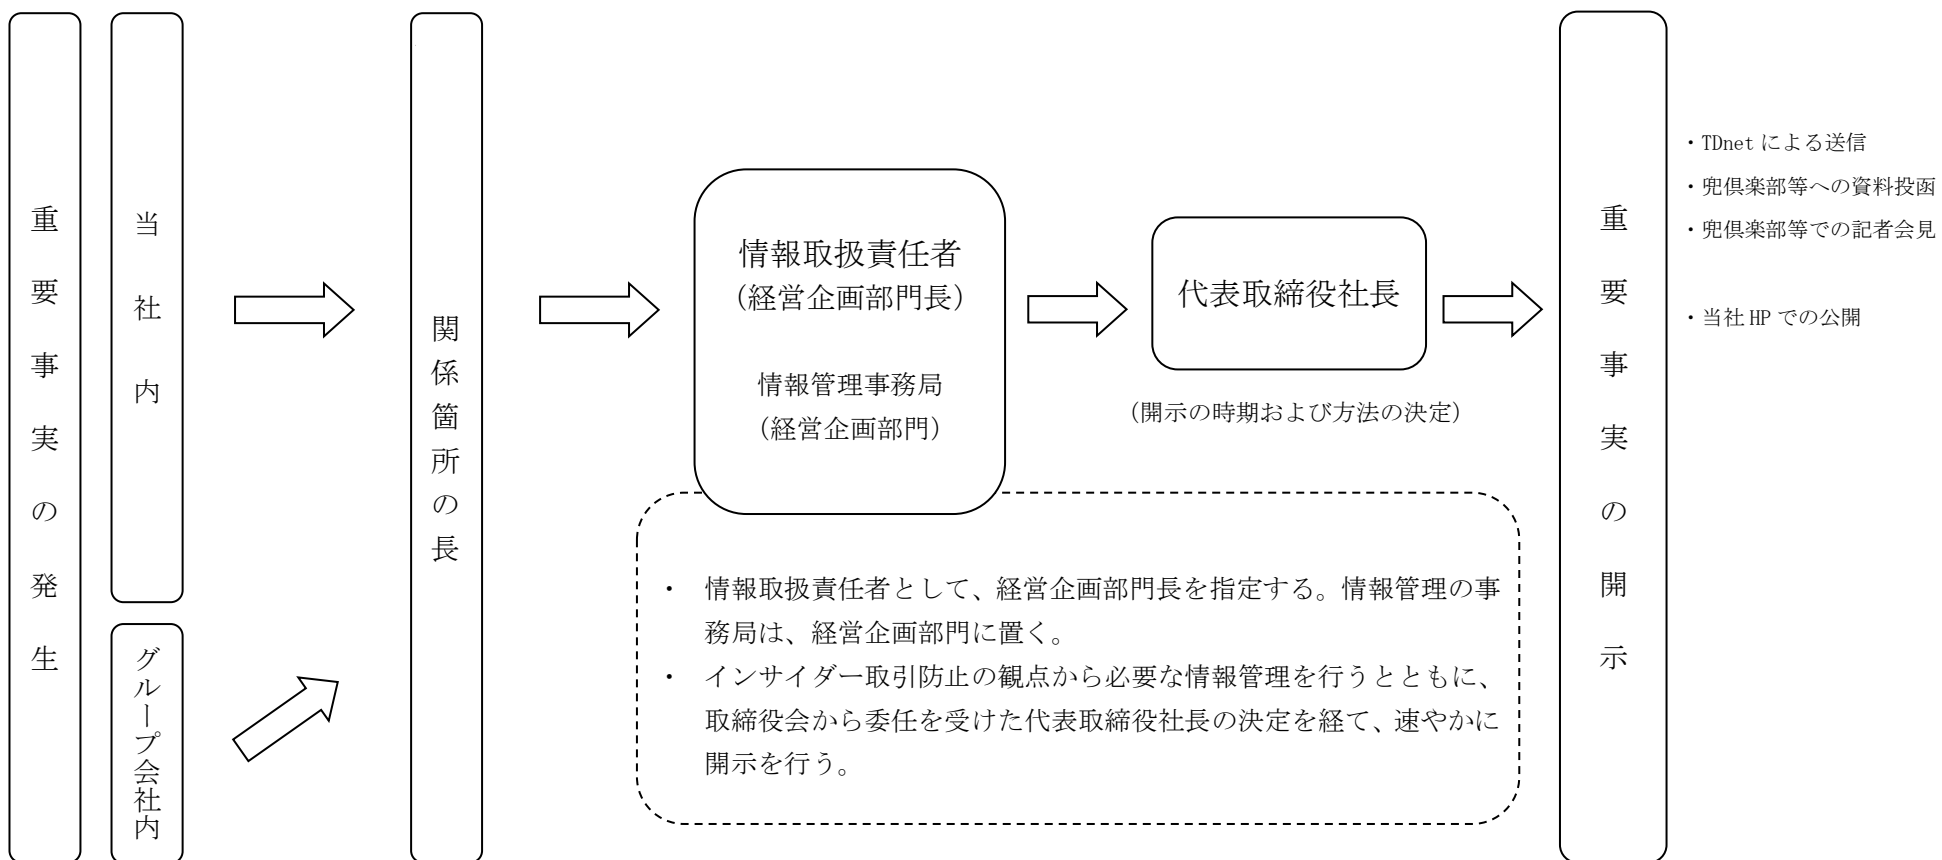 重要事実の発生
当社内
グループ会社内
関係箇所の長
情報取扱責任者
(経営企画部門長)
情報管理事務局
(経営企画部門)
代表取締役社長
(開示の時期および方法の決定)
・ 情報取扱責任者として、経営企画部門長を指定する。情報管理の事
務局は、経営企画部門に置く。
・ インサイダー取引防止の観点から必要な情報管理を行うとともに、
取締役会から委任を受けた代表取締役社長の決定を経て、速やかに
開示を行う。
重要事実の開示
・TDnet による送信
・兜倶楽部等への資料投函
・兜倶楽部等での記者会見
・当社 HP での公開